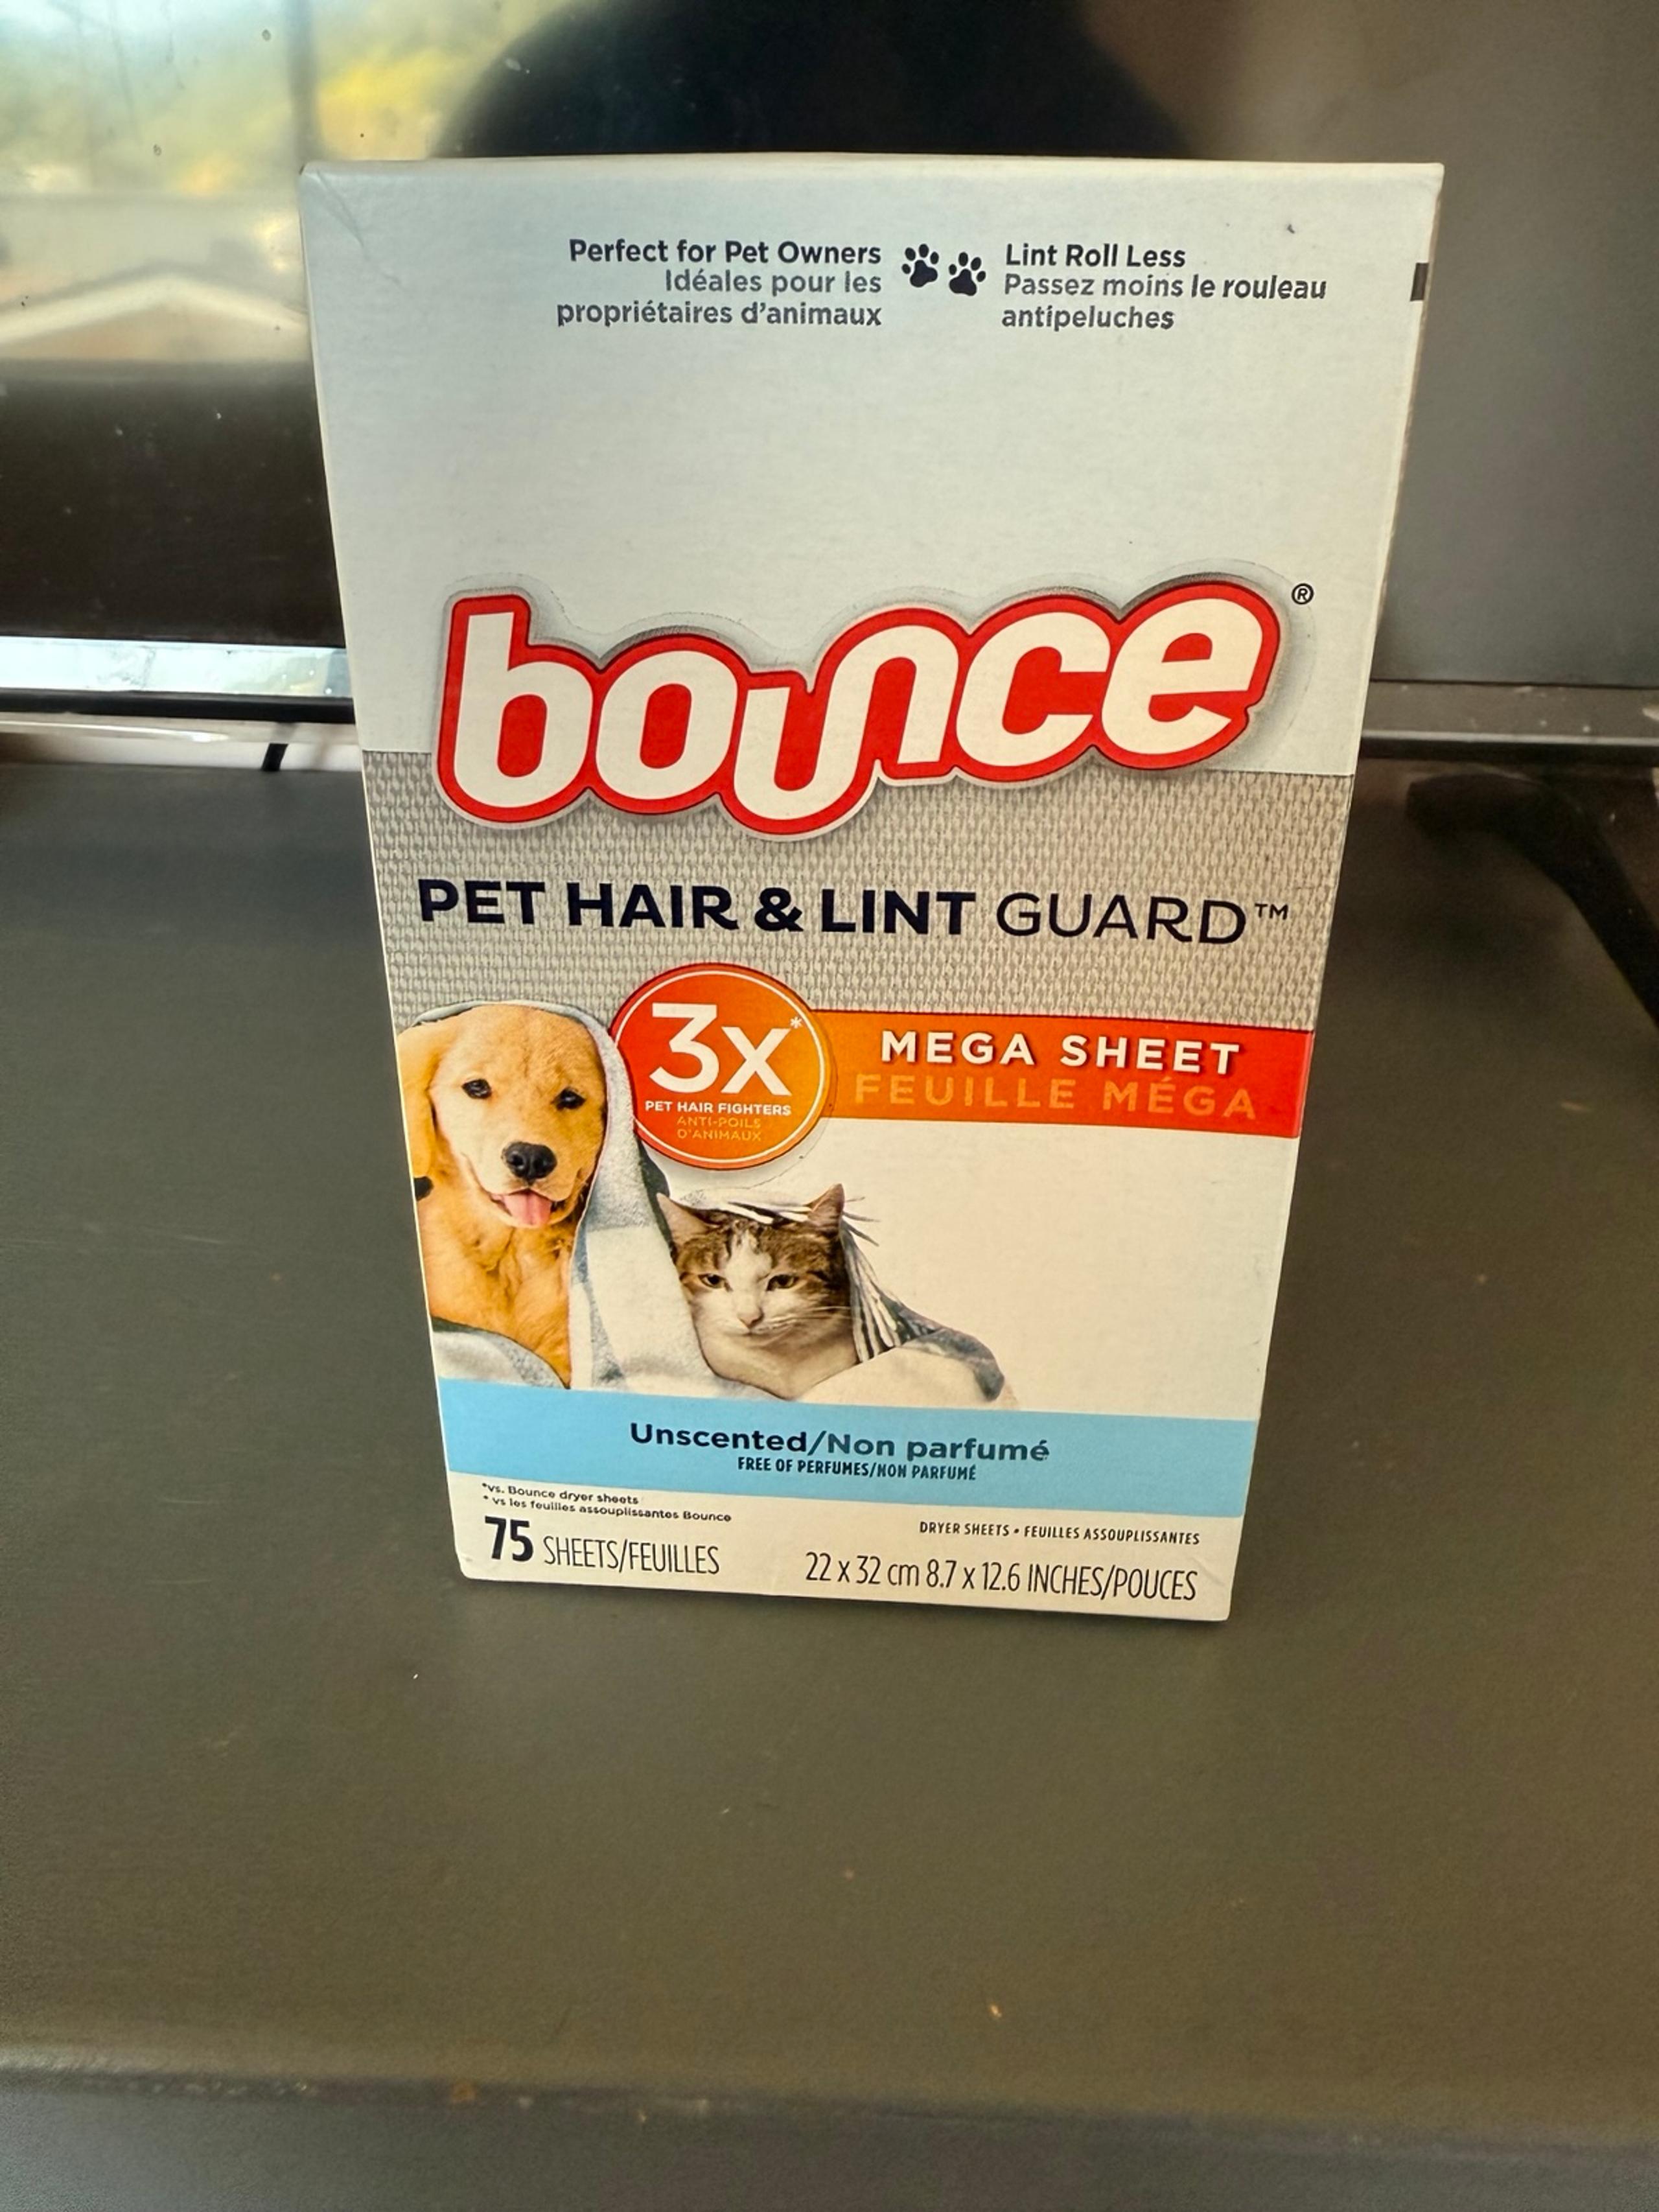 Perfect for Pet Owners
Idéales pour les
propriétaires d'animaux
Lint Roll Less
Passez moins le rouleau
antipeluches
bounce®
PET HAIR & LINT GUARD™
3x*
PET HAIR FIGHTERS
ANTI-POILS
D'ANIMAUX
MEGA SHEET
FEUILLE MÉGA
Unscented/Non parfumé
FREE OF PERFUMES/NON PARFUMÉ
*vs. Bounce dryer sheets
* vs les feuilles assouplissantes Bounce
75 SHEETS/FEUILLES
DRYER SHEETS • FEUILLES ASSOUPLISSANTES
22 x 32 cm 8.7 x 12.6 INCHES/POUCES